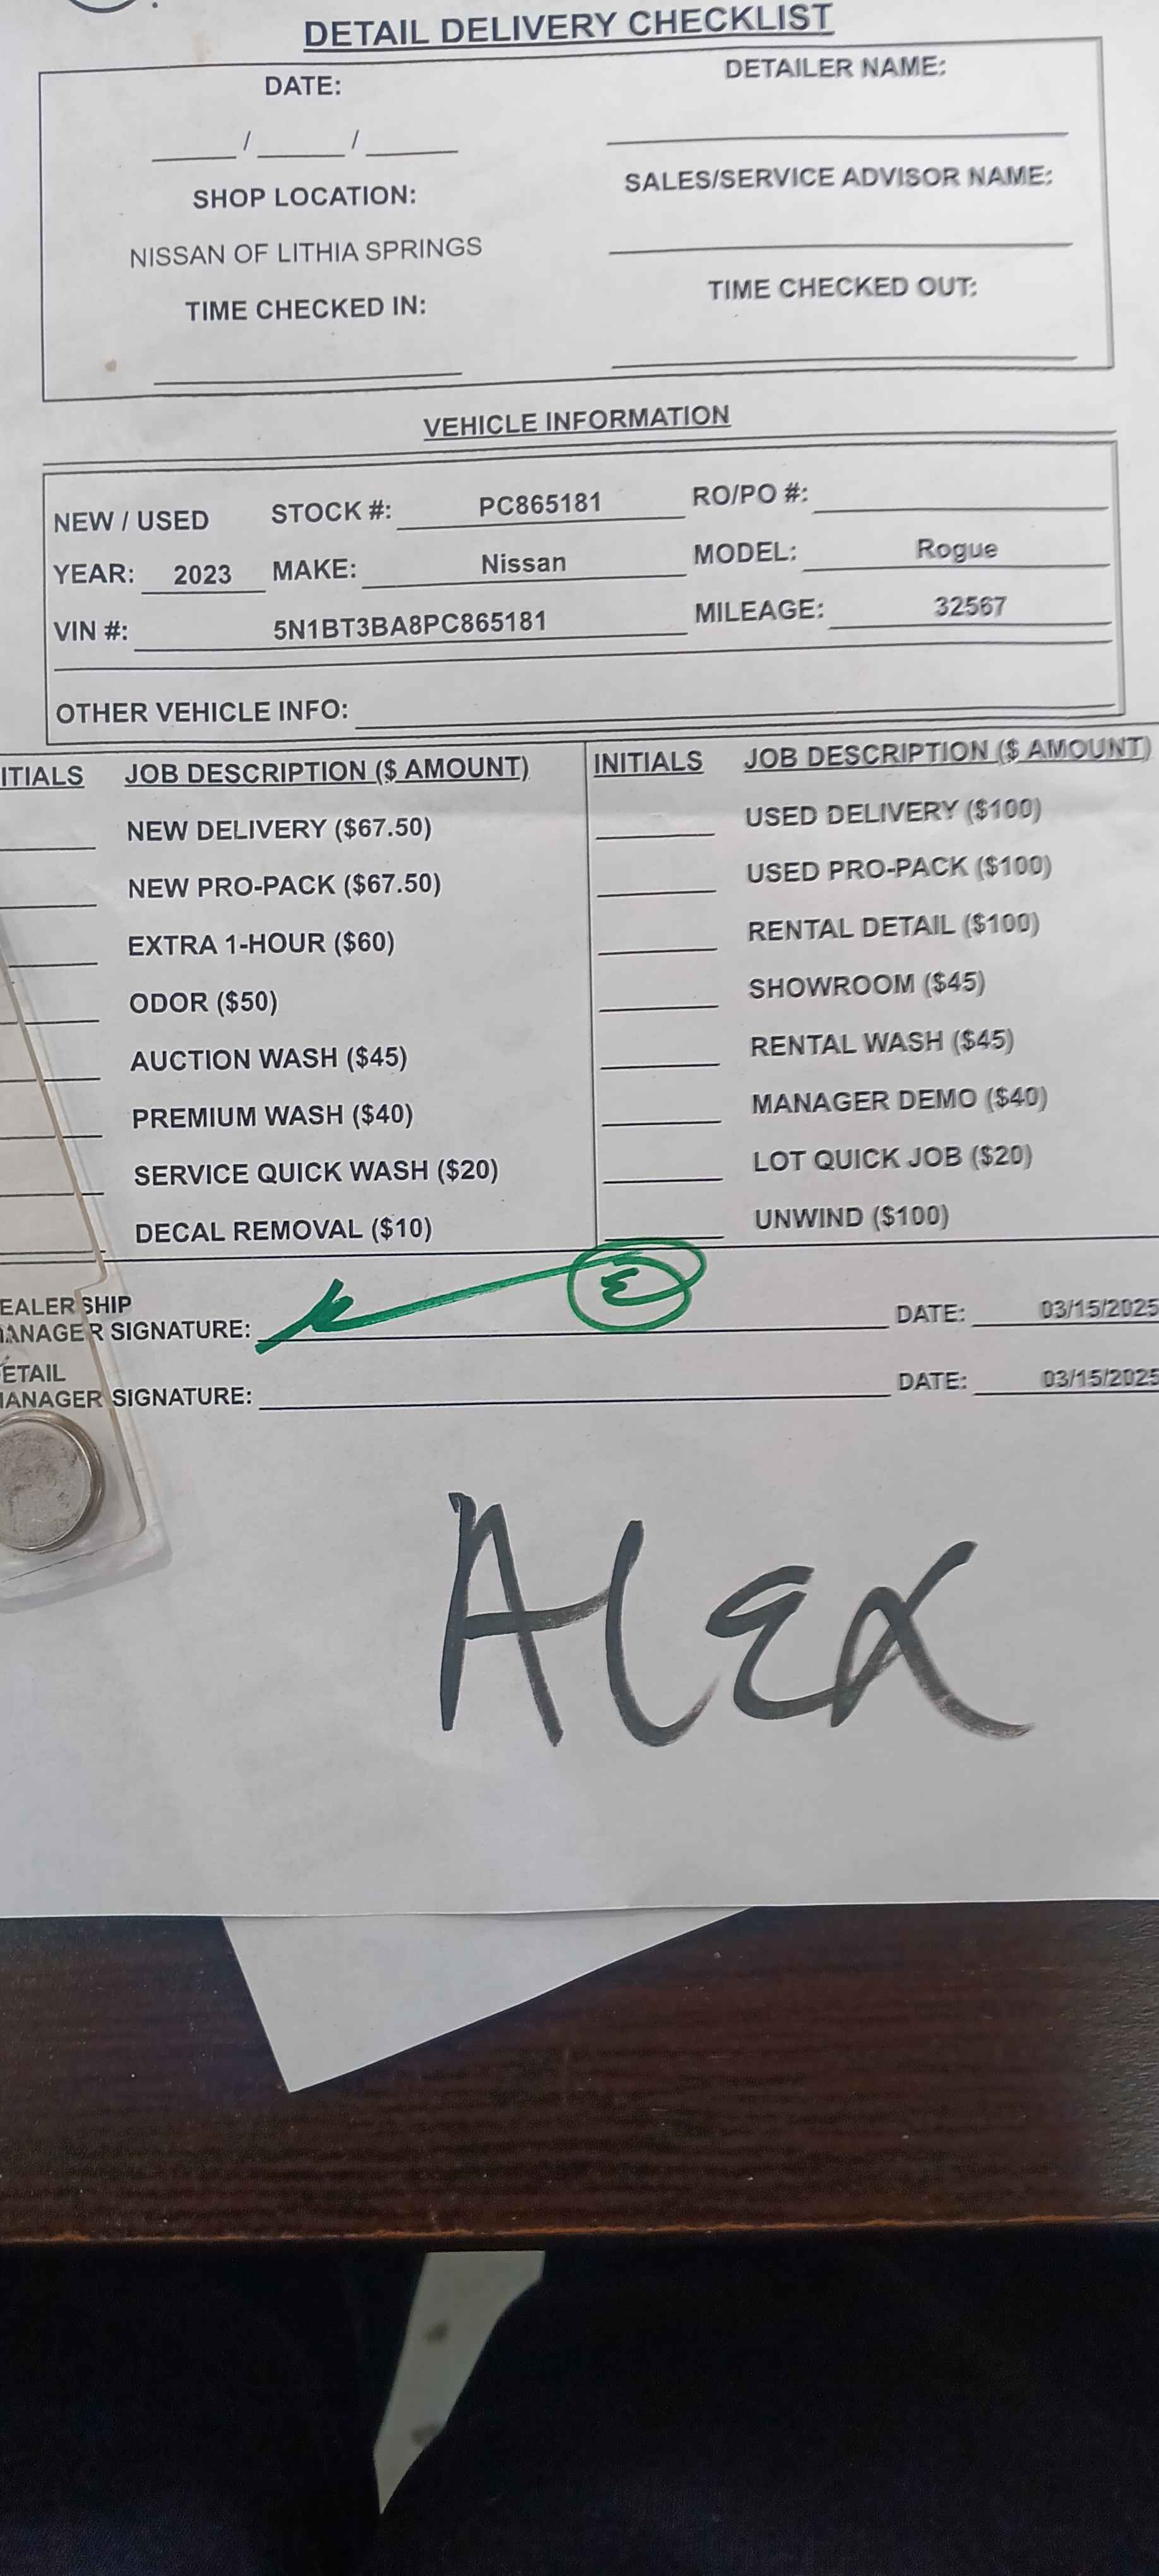 DETAIL DELIVERY CHECKLIST
DATE:
DETAILER NAME:
____/____/____
SHOP LOCATION:
SALES/SERVICE ADVISOR NAME:
NISSAN OF LITHIA SPRINGS
TIME CHECKED IN:
TIME CHECKED OUT:
VEHICLE INFORMATION
NEW / USED STOCK #: PC865181 RO/PO #:
YEAR: 2023 MAKE: Nissan MODEL: Rogue
VIN #: 5N1BT3BA8PC865181 MILEAGE: 32567
OTHER VEHICLE INFO:
ITIALS JOB DESCRIPTION ($ AMOUNT) INITIALS JOB DESCRIPTION ($ AMOUNT)
NEW DELIVERY ($67.50) USED DELIVERY ($100)
NEW PRO-PACK ($67.50) USED PRO-PACK ($100)
EXTRA 1-HOUR ($60) RENTAL DETAIL ($100)
ODOR ($50) SHOWROOM ($45)
AUCTION WASH ($45) RENTAL WASH ($45)
PREMIUM WASH ($40) MANAGER DEMO ($40)
SERVICE QUICK WASH ($20) LOT QUICK JOB ($20)
DECAL REMOVAL ($10) UNWIND ($100)
EALERSHIP
ANAGER SIGNATURE: DATE: 03/15/2025
ETAIL
ANAGER SIGNATURE: DATE: 03/15/2025
Alex